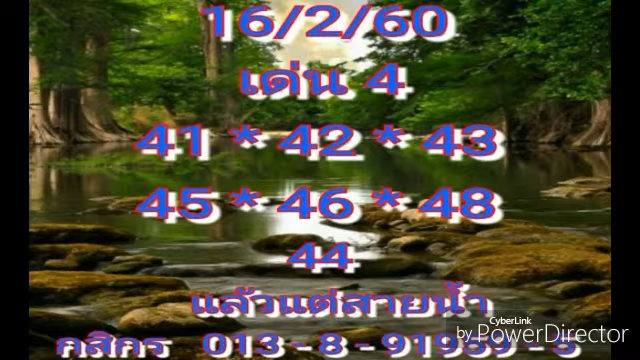 16/2/60
เด่น 4
41 * 42 * 43
45 * 46 * 48
44
แล้วแต่สายน้ำ
กสิกร 013 - 8 - 91959 - 5
CyberLink
by PowerDirector